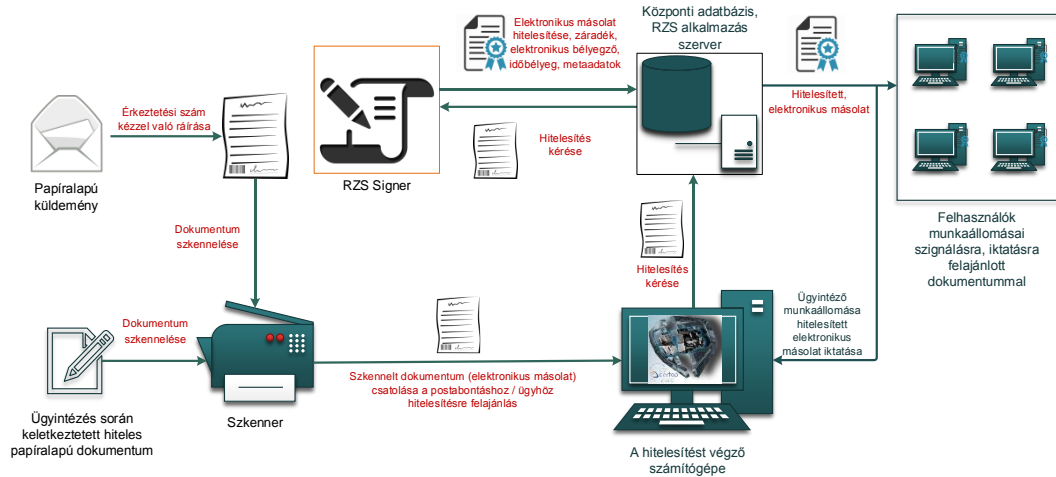 Elektronikus másolat
hitelesítése, záradék,
elektronikus bélyegző,
időbélyeg, metaadatok
Központi adatbázis,
RZS alkalmazás
szerver
Érkeztetési szám
kézzel való ráírása
Papíralapú
küldemény
RZS Signer
Hitelesítés
kérése
Hitelesített,
elektronikus másolat
Felhasználók
munkaállomásai
szignálásra, iktatásra
felajánlott
dokumentummal
Dokumentum
szkennelése
Hitelesítés
kérése
Dokumentum
szkennelése
Szkennelt dokumentum (elektronikus másolat)
csatolása a postabontáshoz / ügyhöz
hitelesítésre felajánlás
Ügyintéző
munkaállomása
hitelesített
elektronikus
másolat iktatása
Ügyintézés során
keletkeztetett hiteles
papíralapú dokumentum
Szkenner
A hitelesítést végző
számítógépe